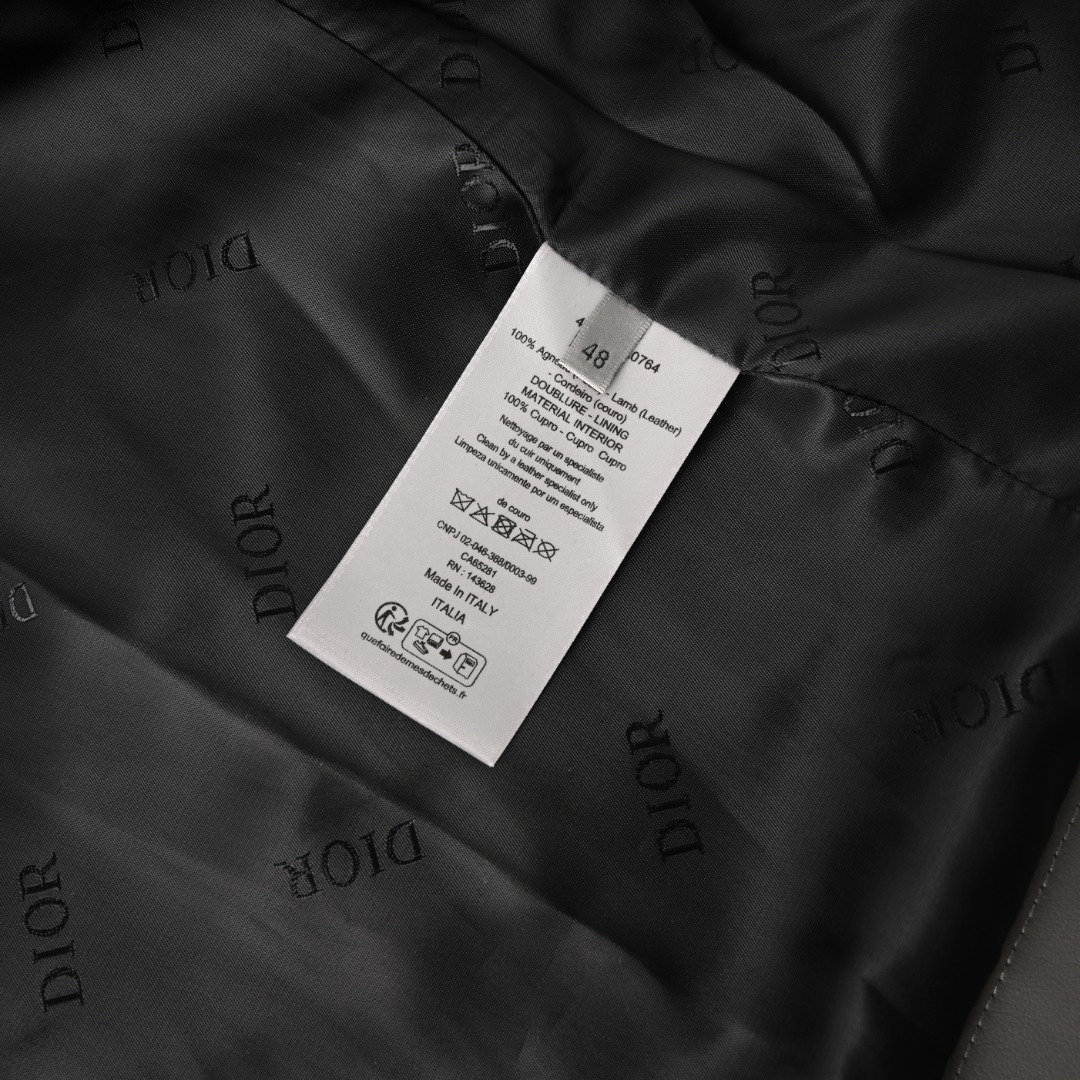 DIOR
DIOR
DIOR
DIOR
DIOR
DIOR
DIOR
DIOR
DIOR
48
0764
100% Lamb (Leather)
- Cordeiro (couro)
DOUBLURE - LINING
MATERIAL INTERIOR
100% Cupro - Cupro Cupro
Nettoyage par un specialiste
du cuir uniquement
Clean by a leather specialist only
Limpeza unicamente por um especialista
de couro
CNPJ 02-046-368/0003-99
CA65281
RN : 143628
Made In ITALY
ITALIA
FR
quefairedemesdechets.fr